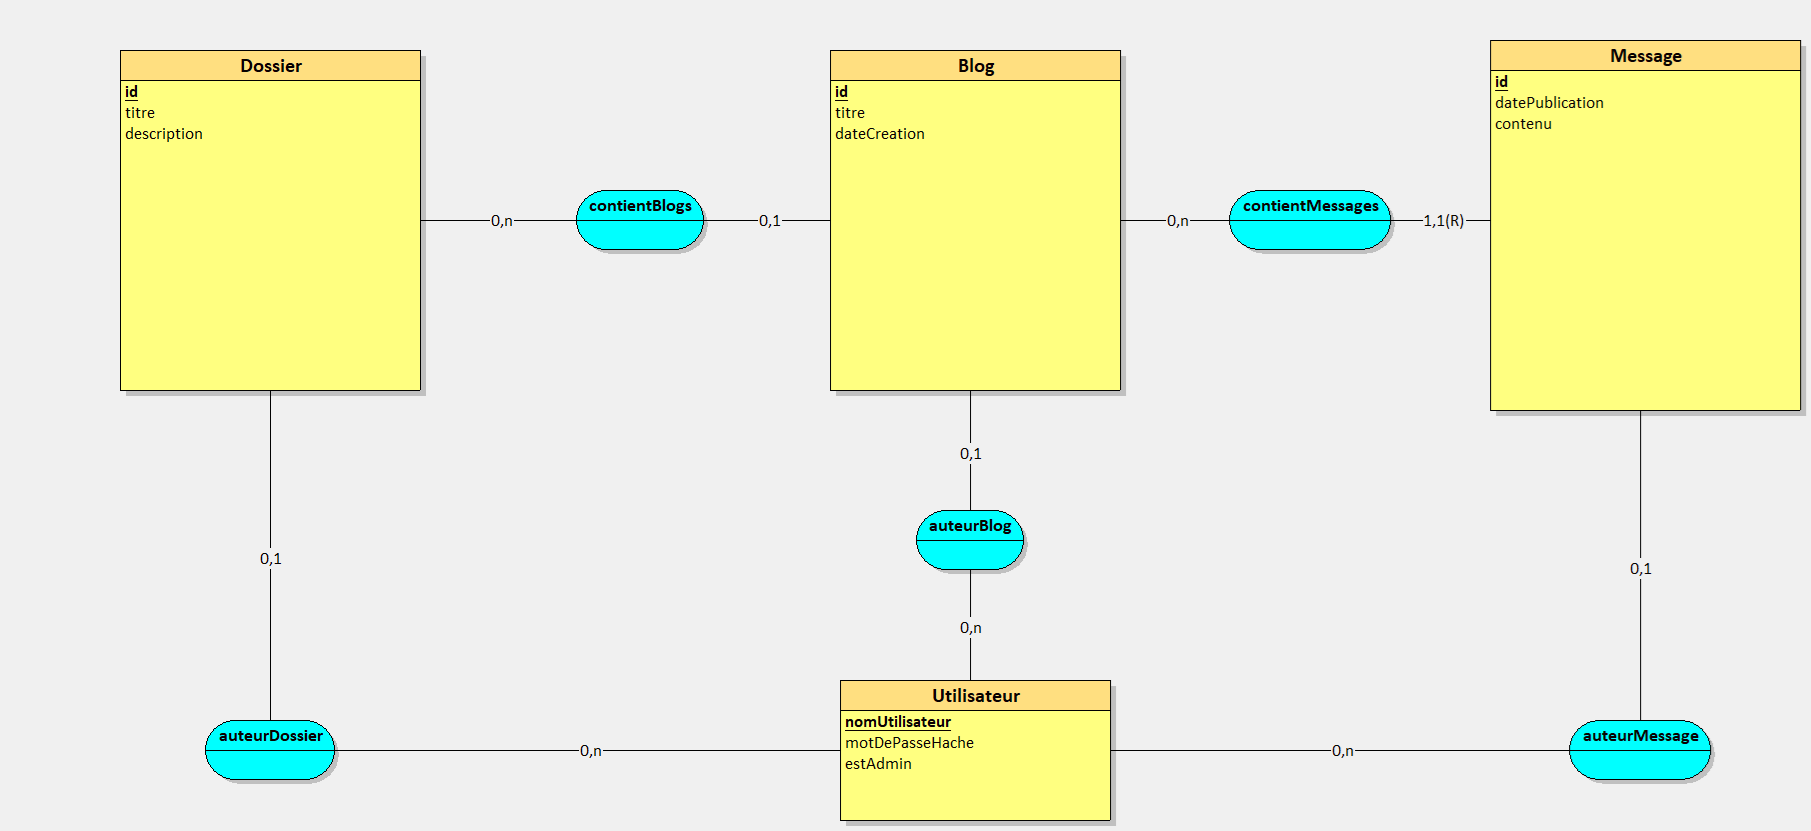 Dossier
id
titre
description
0,n
contientBlogs
0,1
Blog
id
titre
dateCreation
0,n
contientMessages
1,1(R)
Message
id
datePublication
contenu
0,1
auteurBlog
0,n
0,1
auteurDossier
0,n
Utilisateur
nomUtilisateur
motDePasseHache
estAdmin
0,n
0,1
auteurMessage